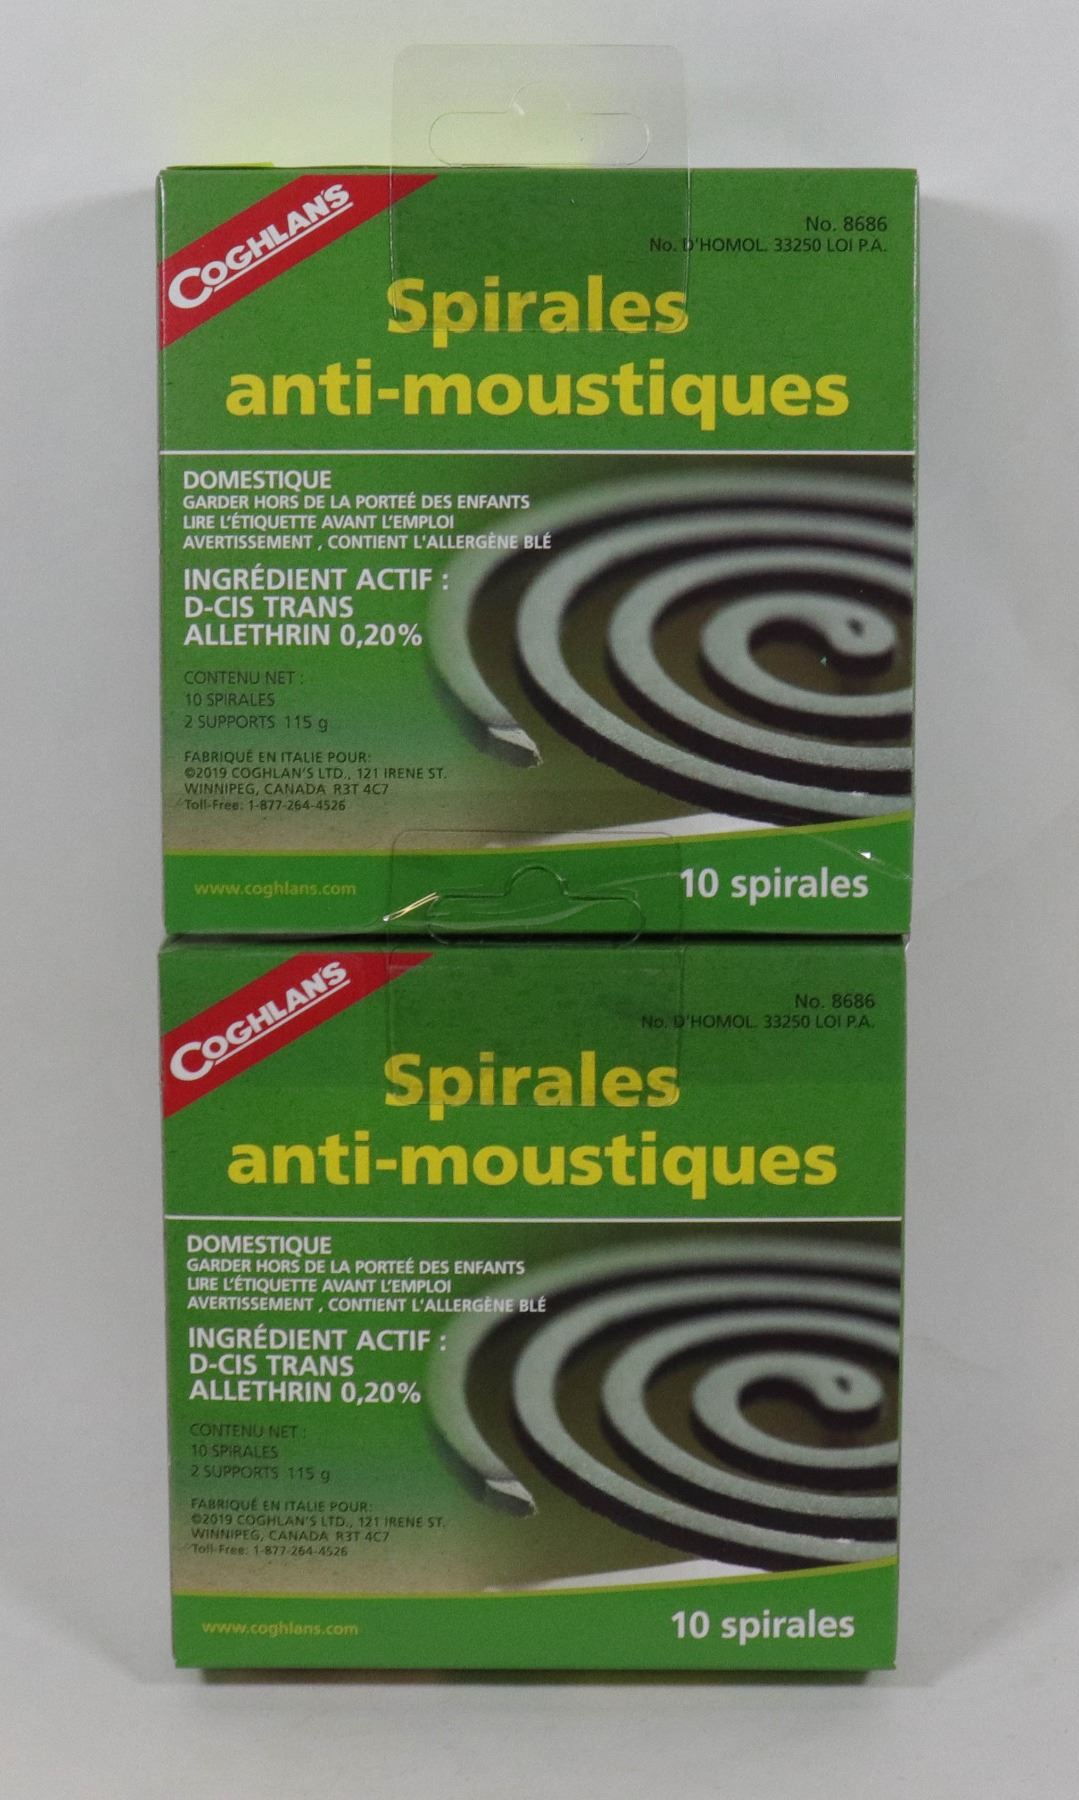 COGHLAN'S
No. 8686
No. D'HOMOL. 33250 LOI P.A.
Spirales
anti-moustiques
DOMESTIQUE
GARDER HORS DE LA PORTEÉ DES ENFANTS
LIRE L'ÉTIQUETTE AVANT L'EMPLOI
AVERTISSEMENT , CONTIENT L'ALLERGÈNE BLÉ
INGRÉDIENT ACTIF :
D-CIS TRANS
ALLETHRIN 0,20%
CONTENU NET :
10 SPIRALES
2 SUPPORTS 115 g
FABRIQUÉ EN ITALIE POUR:
©2019 COGHLAN'S LTD., 121 IRENE ST.
WINNIPEG, CANADA R3T 4C7
Toll-Free: 1-877-264-4526
www.coghlans.com
10 spirales
COGHLAN'S
No. 8686
No. D'HOMOL. 33250 LOI P.A.
Spirales
anti-moustiques
DOMESTIQUE
GARDER HORS DE LA PORTEÉ DES ENFANTS
LIRE L'ÉTIQUETTE AVANT L'EMPLOI
AVERTISSEMENT , CONTIENT L'ALLERGÈNE BLÉ
INGRÉDIENT ACTIF :
D-CIS TRANS
ALLETHRIN 0,20%
CONTENU NET :
10 SPIRALES
2 SUPPORTS 115 g
FABRIQUÉ EN ITALIE POUR:
©2019 COGHLAN'S LTD., 121 IRENE ST.
WINNIPEG, CANADA R3T 4C7
Toll-Free: 1-877-264-4526
www.coghlans.com
10 spirales